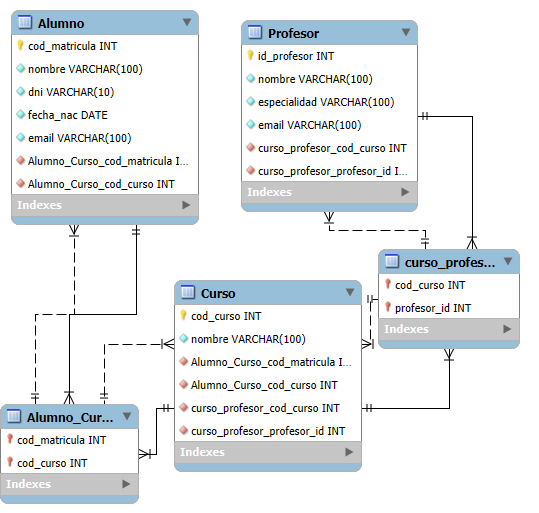 Alumno
cod_matricula INT
nombre VARCHAR(100)
dni VARCHAR(10)
fecha_nac DATE
email VARCHAR(100)
Alumno_Curso_cod_matricula I...
Alumno_Curso_cod_curso INT
Indexes
Profesor
id_profesor INT
nombre VARCHAR(100)
especialidad VARCHAR(100)
email VARCHAR(100)
curso_profesor_cod_curso INT
curso_profesor_profesor_id I...
Indexes
curso_profes...
cod_curso INT
profesor_id INT
Indexes
Curso
cod_curso INT
nombre VARCHAR(100)
Alumno_Curso_cod_matricula I...
Alumno_Curso_cod_curso INT
curso_profesor_cod_curso INT
curso_profesor_profesor_id INT
Indexes
Alumno_Cur...
cod_matricula INT
cod_curso INT
Indexes